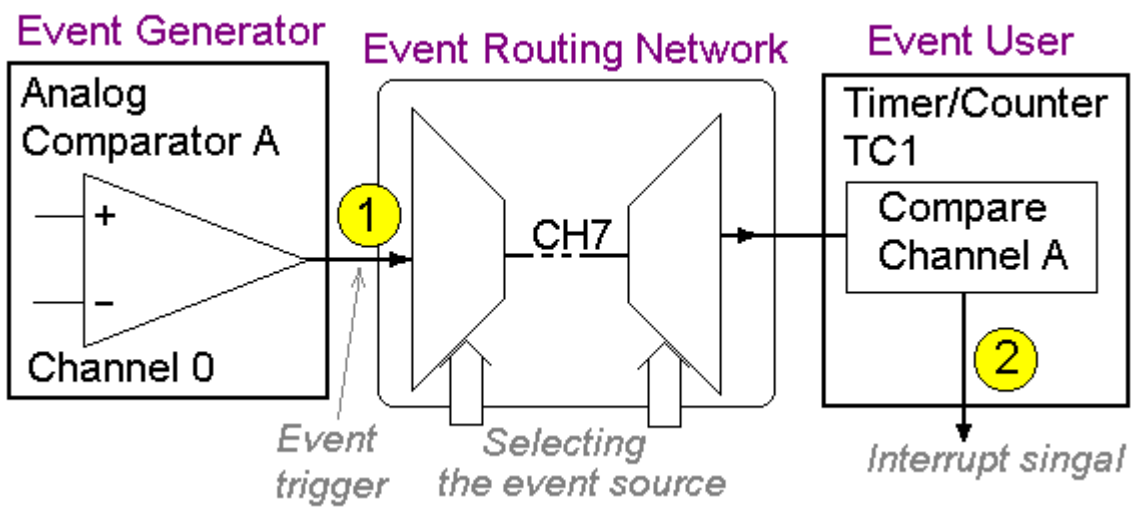 Event Generator
Event Routing Network
Event User
Analog
Comparator A
+
−
Channel 0
1
CH7
Timer/Counter
TC1
Compare
Channel A
2
Event
trigger
Selecting
the event source
Interrupt singal